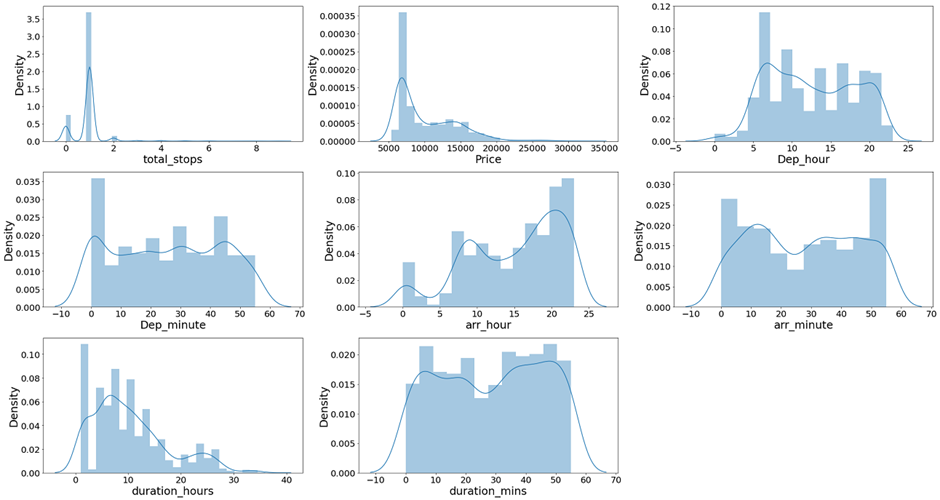 3.5
3.0
2.5
2.0
1.5
1.0
0.5
0.0
Density
0 2 4 6 8
total_stops
0.00035
0.00030
0.00025
0.00020
0.00015
0.00010
0.00005
0.00000
Density
5000 10000 15000 20000 25000 30000 35000
Price
0.12
0.10
0.08
0.06
0.04
0.02
0.00
Density
−5 0 5 10 15 20 25
Dep_hour
0.035
0.030
0.025
0.020
0.015
0.010
0.005
0.000
Density
−10 0 10 20 30 40 50 60 70
Dep_minute
0.10
0.08
0.06
0.04
0.02
0.00
Density
−5 0 5 10 15 20 25
arr_hour
0.030
0.025
0.020
0.015
0.010
0.005
0.000
Density
−10 0 10 20 30 40 50 60 70
arr_minute
0.10
0.08
0.06
0.04
0.02
0.00
Density
0 10 20 30 40
duration_hours
0.020
0.015
0.010
0.005
0.000
Density
−10 0 10 20 30 40 50 60 70
duration_mins